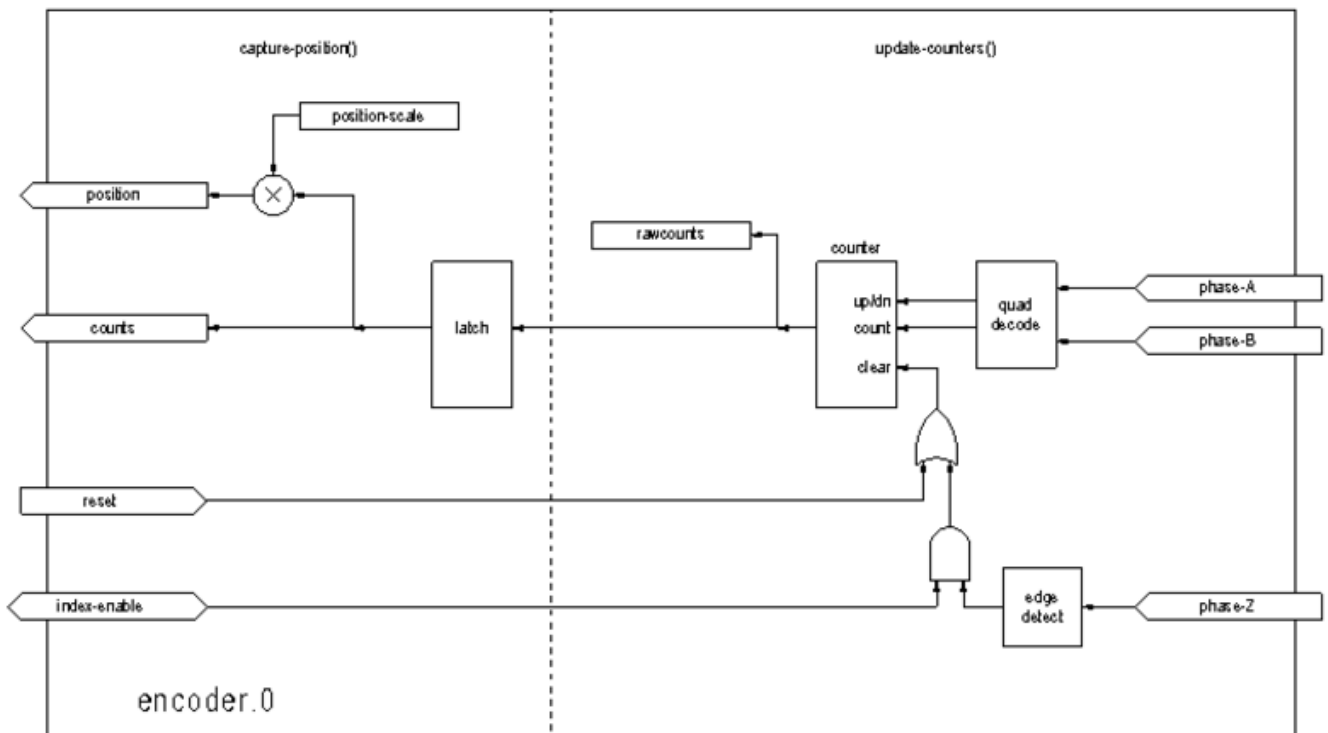 capture-position()
update-counters()
position-scale
position
rawcounts
counter
phase-A
up/dn
quad
decode
counts
latch
count
phase-B
clear
reset
index-enable
edge
detect
phase-Z
encoder.0